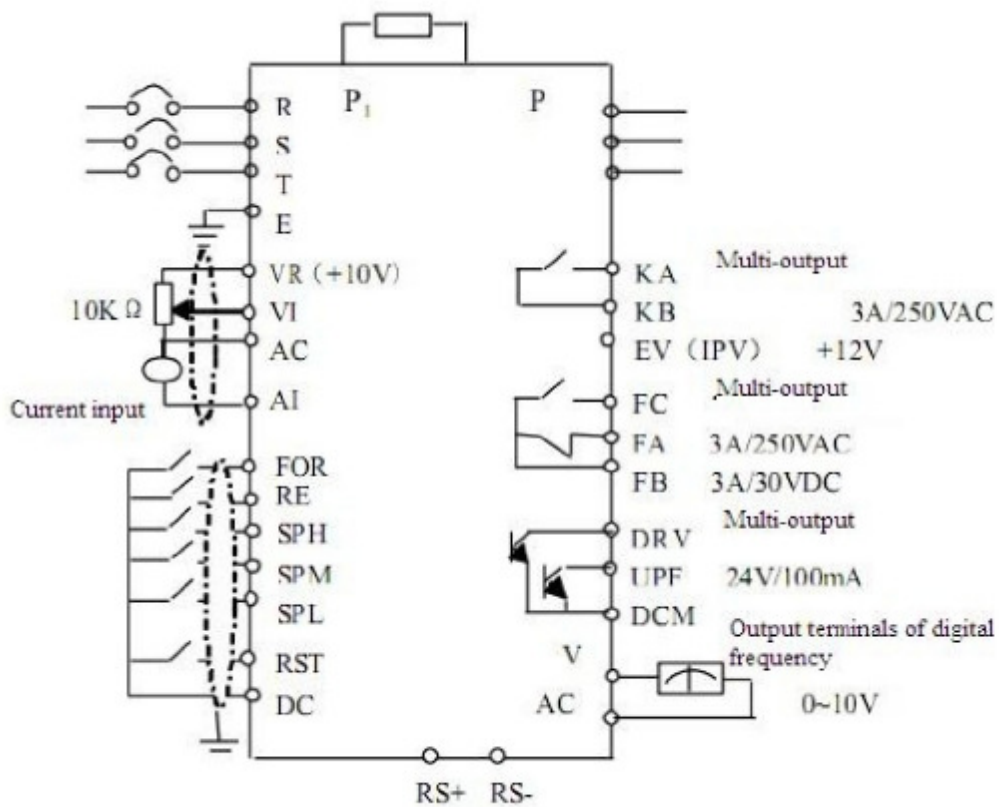 P1 P
R
S
T
E
VR (+10V)
10K Ω
VI
AC
Current input
AI
FOR
RE
SPH
SPM
SPL
RST
DC
KA Multi-output
KB 3A/250VAC
EV (IPV) +12V
FC Multi-output
FA 3A/250VAC
FB 3A/30VDC
DRV Multi-output
UPF 24V/100mA
DCM
Output terminals of digital
frequency
V
AC 0~10V
RS+ RS-